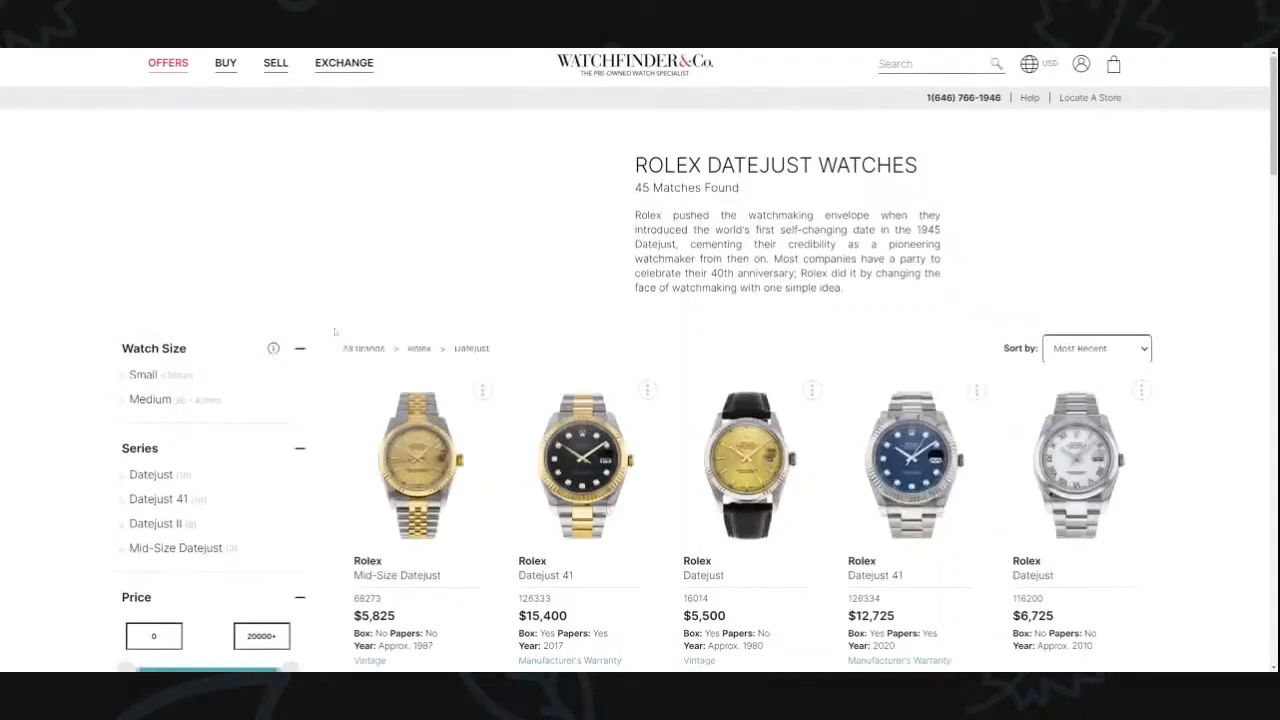 OFFERS BUY SELL EXCHANGE
WATCHFINDER&Co.
THE PRE-OWNED WATCH SPECIALIST
Search
USD
1(646) 766-1946 | Help | Locate A Store
ROLEX DATEJUST WATCHES
45 Matches Found
Rolex pushed the watchmaking envelope when they
introduced the world's first self-changing date in the 1945
Datejust, cementing their credibility as a pioneering
watchmaker from then on. Most companies have a party to
celebrate their 40th anniversary; Rolex did it by changing the
face of watchmaking with one simple idea.
Watch Size
Small <36mm
Medium 36 - 42mm
Series
Datejust
Datejust 41
Datejust II
Mid-Size Datejust
Price
0 20000+
All Brands > Rolex > Datejust
Sort by: Most Recent
Rolex
Mid-Size Datejust
68273
$5,825
Box: No Papers: No
Year: Approx. 1987
Vintage
Rolex
Datejust 41
126333
$15,400
Box: Yes Papers: Yes
Year: 2017
Manufacturer's Warranty
Rolex
Datejust
16014
$5,500
Box: Yes Papers: No
Year: Approx. 1980
Vintage
Rolex
Datejust 41
126334
$12,725
Box: Yes Papers: Yes
Year: 2020
Manufacturer's Warranty
Rolex
Datejust
116200
$6,725
Box: No Papers: No
Year: Approx. 2010